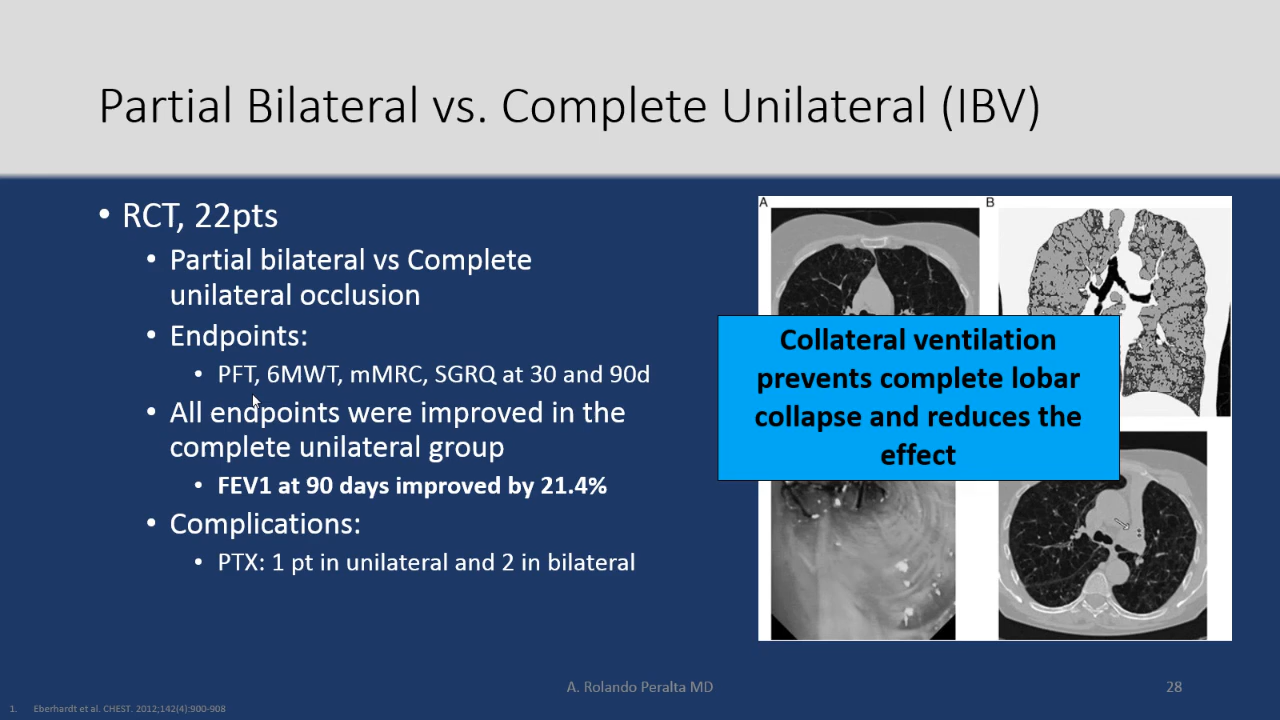 Partial Bilateral vs. Complete Unilateral (IBV)
• RCT, 22pts
• Partial bilateral vs Complete
unilateral occlusion
• Endpoints:
• PFT, 6MWT, mMRC, SGRQ at 30 and 90d
• All endpoints were improved in the
complete unilateral group
• FEV1 at 90 days improved by 21.4%
• Complications:
• PTX: 1 pt in unilateral and 2 in bilateral
A
B
Collateral ventilation
prevents complete lobar
collapse and reduces the
effect
A. Rolando Peralta MD
28
1. Eberhardt et al. CHEST. 2012;142(4):900-908